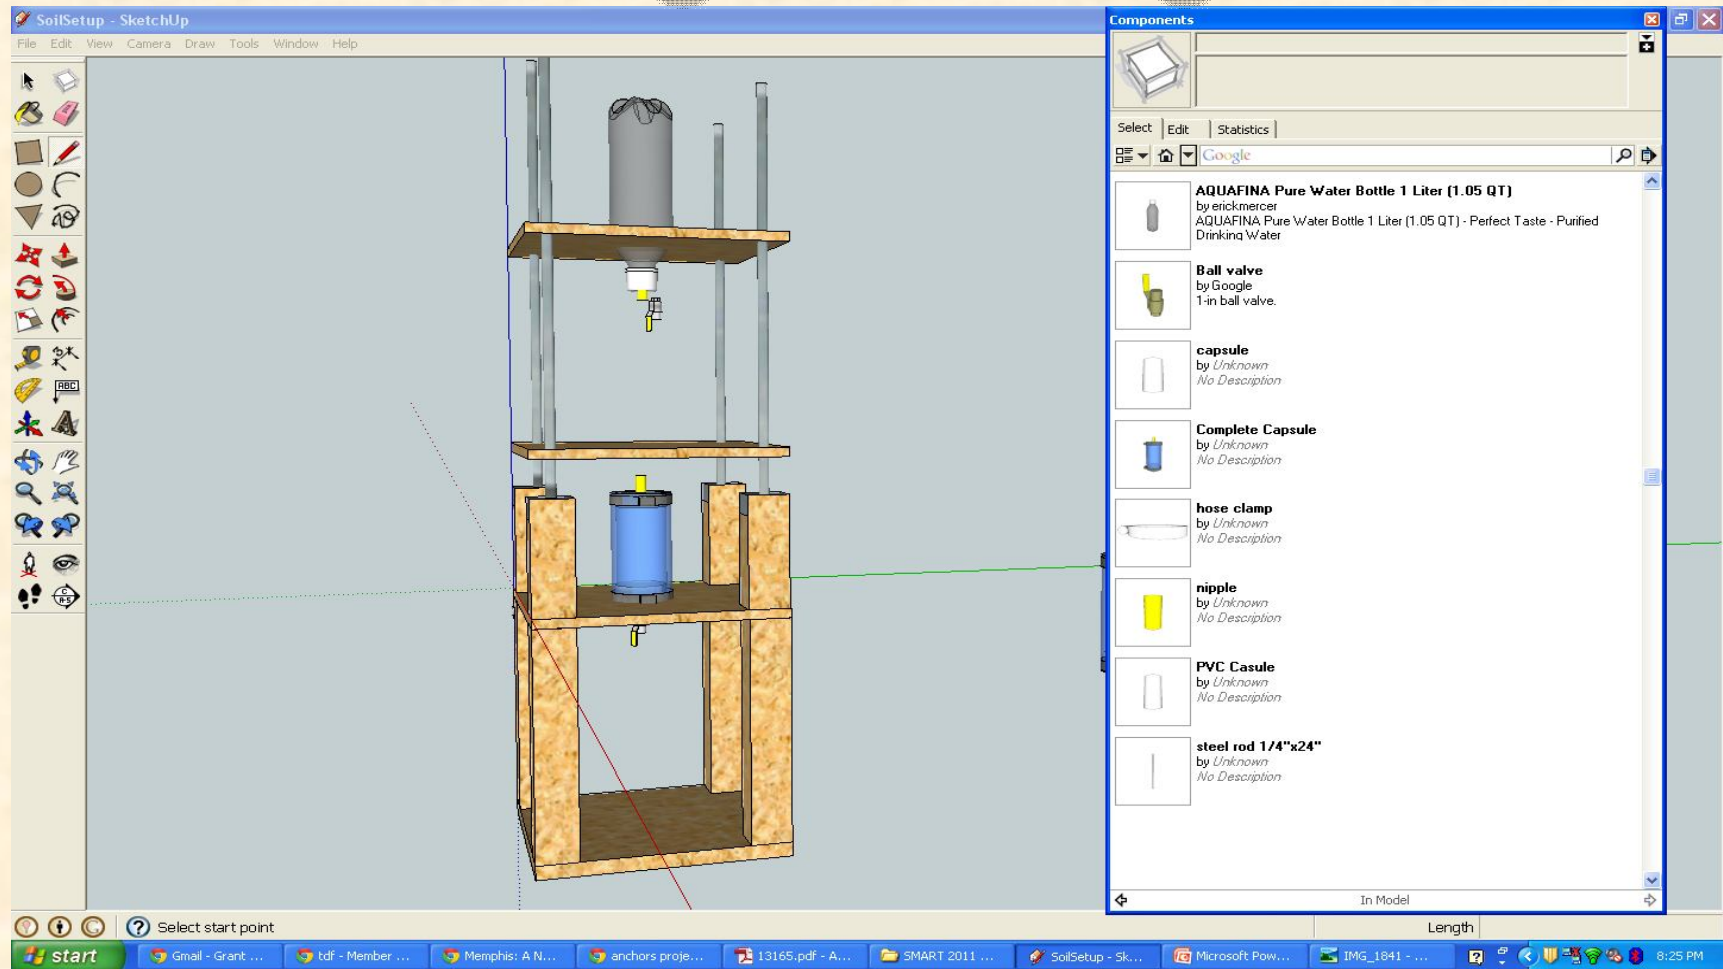 SoilSetup - SketchUp
File Edit View Camera Draw Tools Window Help
Components
Select Edit Statistics
Google
AQUAFINA Pure Water Bottle 1 Liter (1.05 QT)
by erickmercer
AQUAFINA Pure Water Bottle 1 Liter (1.05 QT) - Perfect Taste - Purified
Drinking Water
Ball valve
by Google
1-in ball valve.
capsule
by Unknown
No Description
Complete Capsule
by Unknown
No Description
hose clamp
by Unknown
No Description
nipple
by Unknown
No Description
PVC Casule
by Unknown
No Description
steel rod 1/4"x24"
by Unknown
No Description
In Model
ABC
Select start point
Length
start
Gmail - Grant ...
tdf - Member ...
Memphis: A N...
anchors proje...
13165.pdf - A...
SMART 2011 ...
SoilSetup - Sk...
Microsoft Pow...
IMG_1841 - ...
8:25 PM